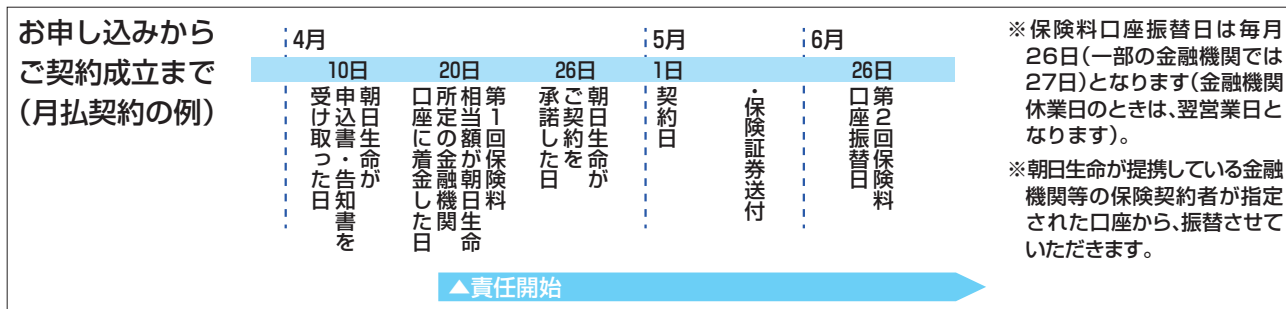 お申し込みから
ご契約成立まで
（月払契約の例）
4月
5月
6月
10日
20日
26日
1日
26日
朝日生命が
申込書・告知書を
受け取った日
第1回保険料
相当額が朝日生命
所定の金融機関
口座に着金した日
朝日生命が
ご契約を
承諾した日
契約日
・保険証券送付
第2回保険料
口座振替日
▲責任開始
※保険料口座振替日は毎月
26日（一部の金融機関では
27日）となります（金融機関
休業日のときは、翌営業日と
なります）。
※朝日生命が提携している金融
機関等の保険契約者が指定
された口座から、振替させて
いただきます。